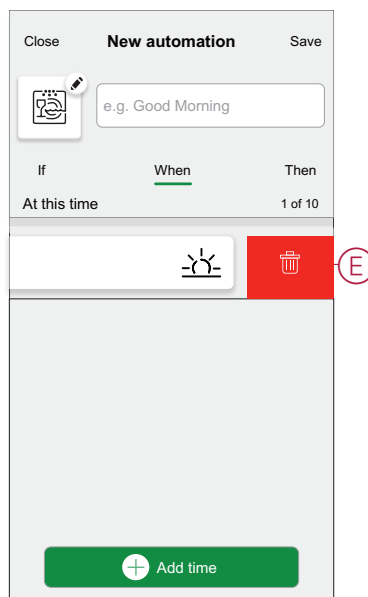 Close New automation Save
e.g. Good Morning
If When Then
At this time 1 of 10
E
Add time